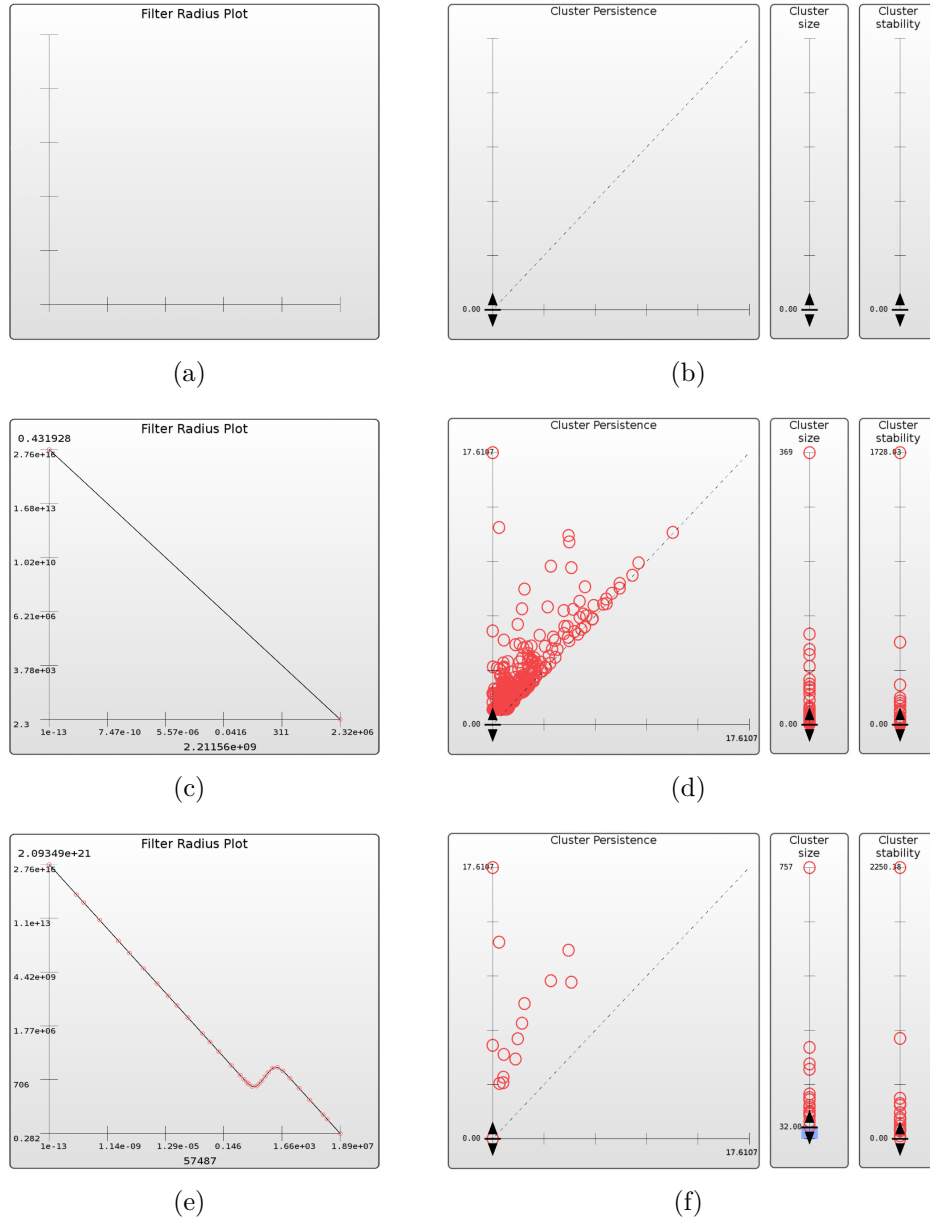 Filter Radius Plot
Cluster Persistence
Cluster
size
Cluster
stability
0.00
0.00
0.00
(a)
(b)
Filter Radius Plot
0.431928
2.76e+16
1.68e+13
1.02e+10
6.21e+06
3.78e+03
2.3
1e-13
7.47e-10
5.57e-06
0.0416
311
2.32e+06
2.21156e+09
Cluster Persistence
17.6107
0.00
17.6107
Cluster
size
369
0.00
Cluster
stability
1728.03
0.00
(c)
(d)
Filter Radius Plot
2.09349e+21
2.76e+16
1.1e+13
4.42e+09
1.77e+06
706
0.282
1e-13
1.14e-09
1.29e-05
0.146
1.66e+03
1.89e+07
57487
Cluster Persistence
17.6107
0.00
17.6107
Cluster
size
757
32.00
Cluster
stability
2250.38
0.00
(e)
(f)